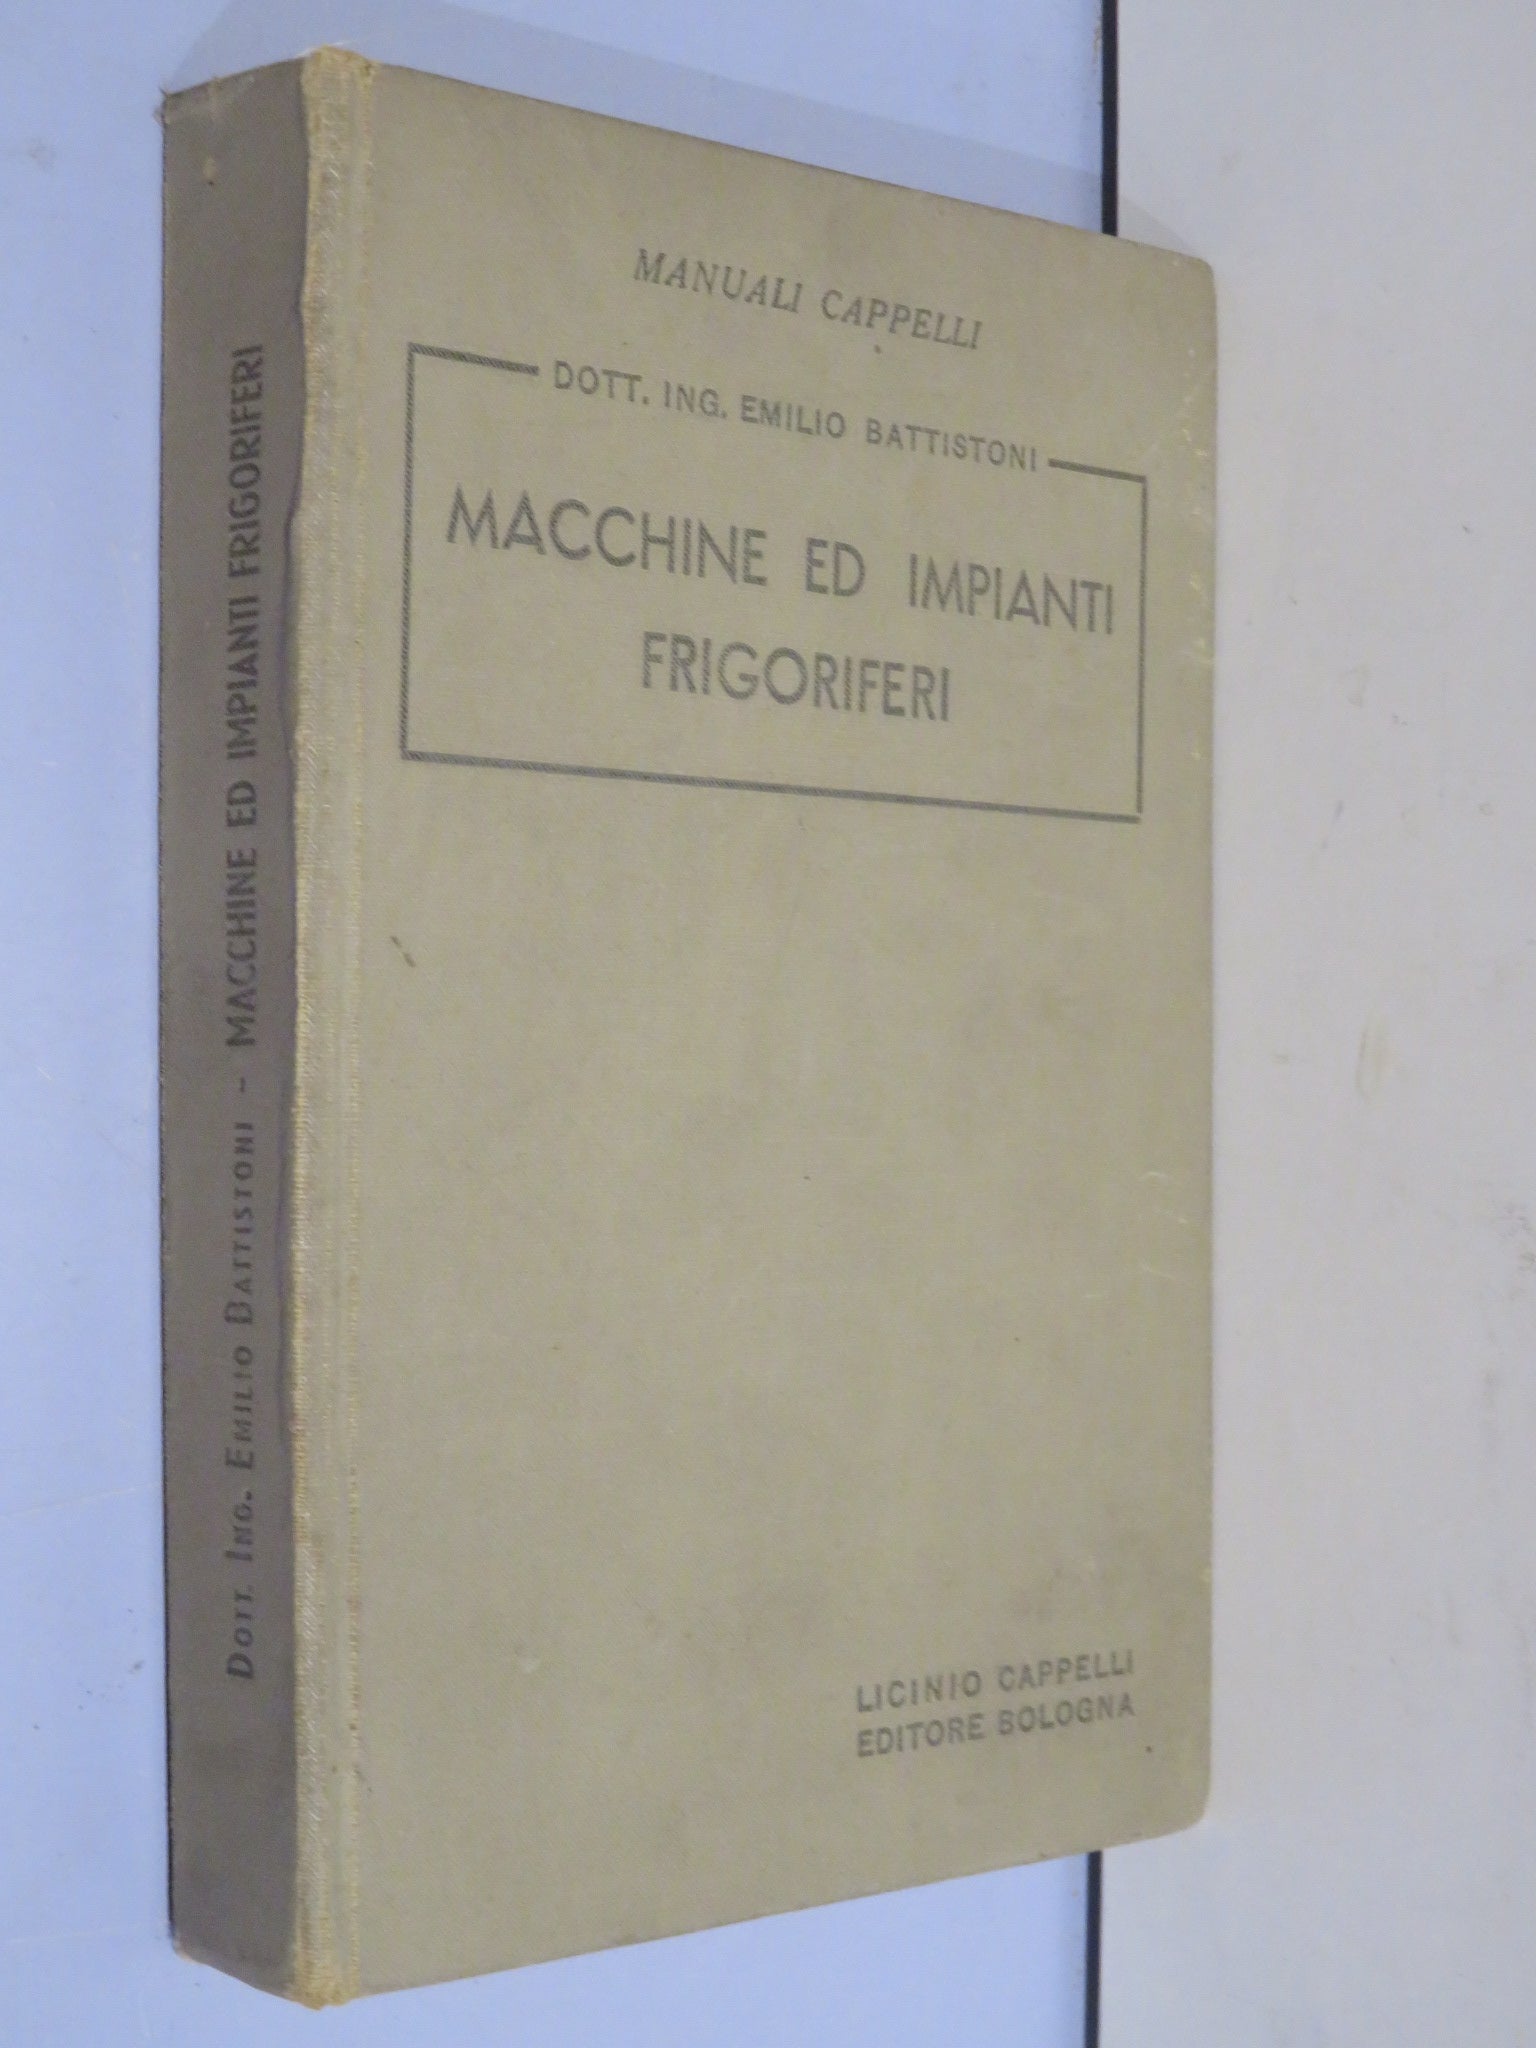 MANUALI CAPPELLI
DOTT. ING. EMILIO BATTISTONI
MACCHINE ED IMPIANTI
FRIGORIFERI
LICINIO CAPPELLI
EDITORE BOLOGNA
DOTT. ING. EMILIO BATTISTONI - MACCHINE ED IMPIANTI FRIGORIFERI